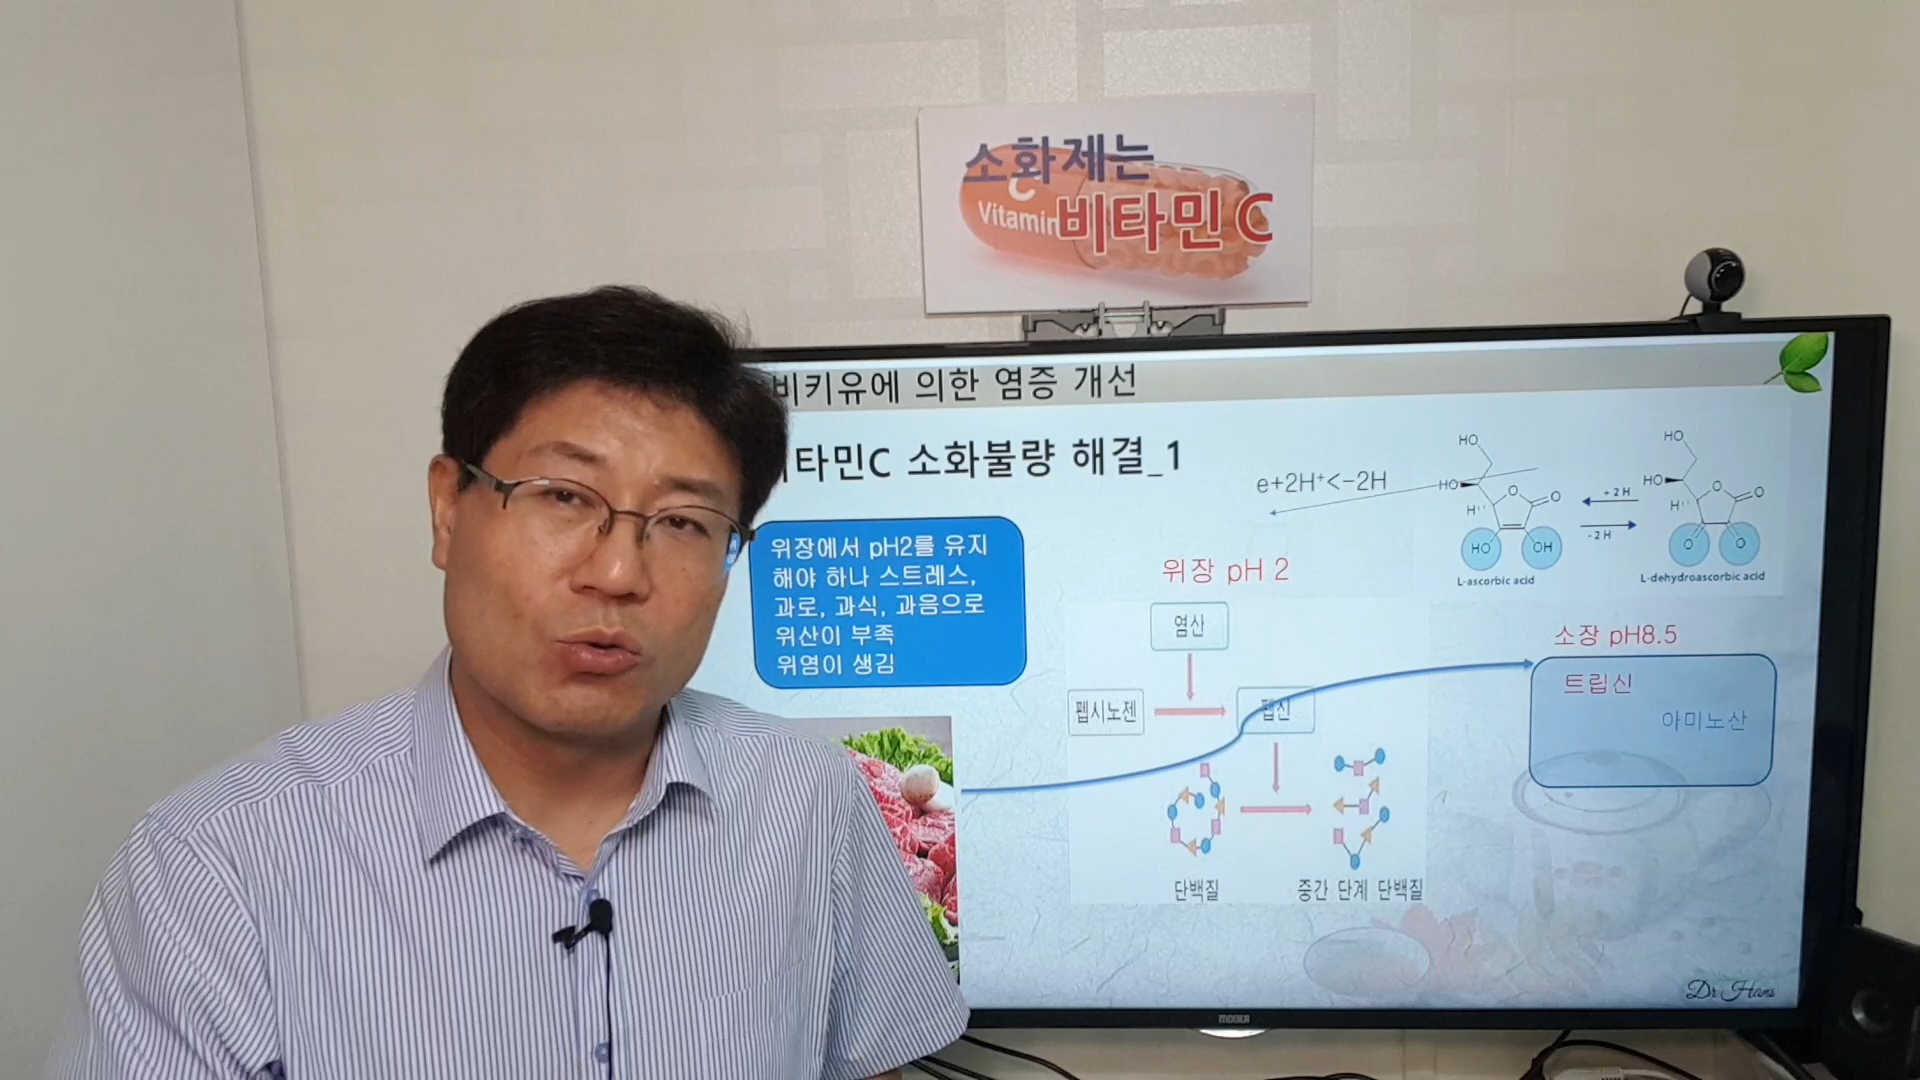 소화제는
C
Vitamin
비타민 C
비키유에 의한 염증 개선
타민C 소화불량 해결_1
위장에서 pH2를 유지
해야 하나 스트레스,
과로, 과식, 과음으로
위산이 부족
위염이 생김
e+2H⁺<-2H
HO
HO
H
O
O
HO
OH
L-ascorbic acid
+ 2 H
- 2 H
HO
HO
H
O
O
O
O
L-dehydroascorbic acid
위장 pH 2
염산
펩시노젠
펩신
단백질
중간 단계 단백질
소장 pH8.5
트립신
아미노산
Dr Hans